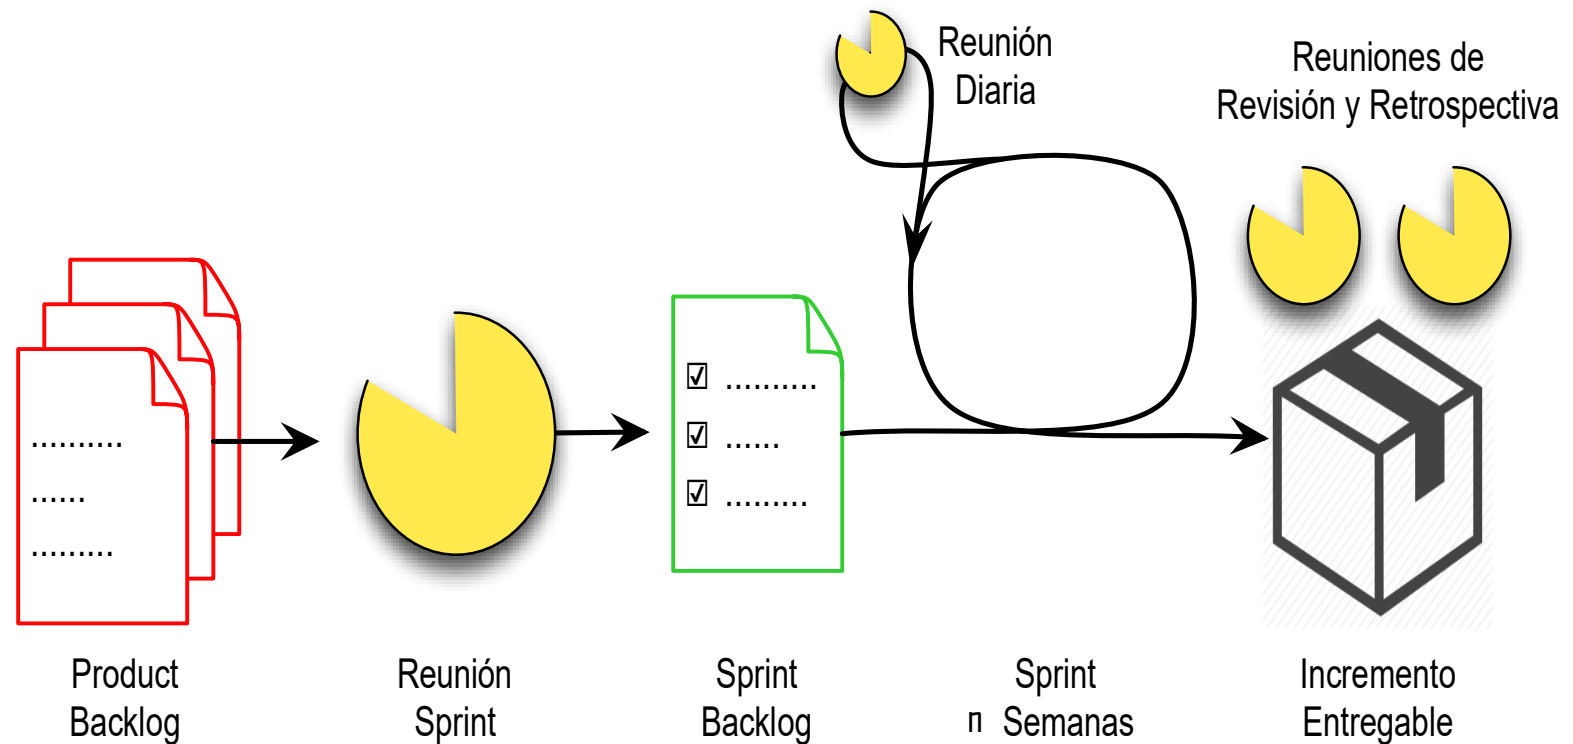 Reunión
Diaria
Reuniones de
Revisión y Retrospectiva
..........
......
.........
☑ ..........
☑ ......
☑ .........
Product
Backlog
Reunión
Sprint
Sprint
Backlog
Sprint
n Semanas
Incremento
Entregable